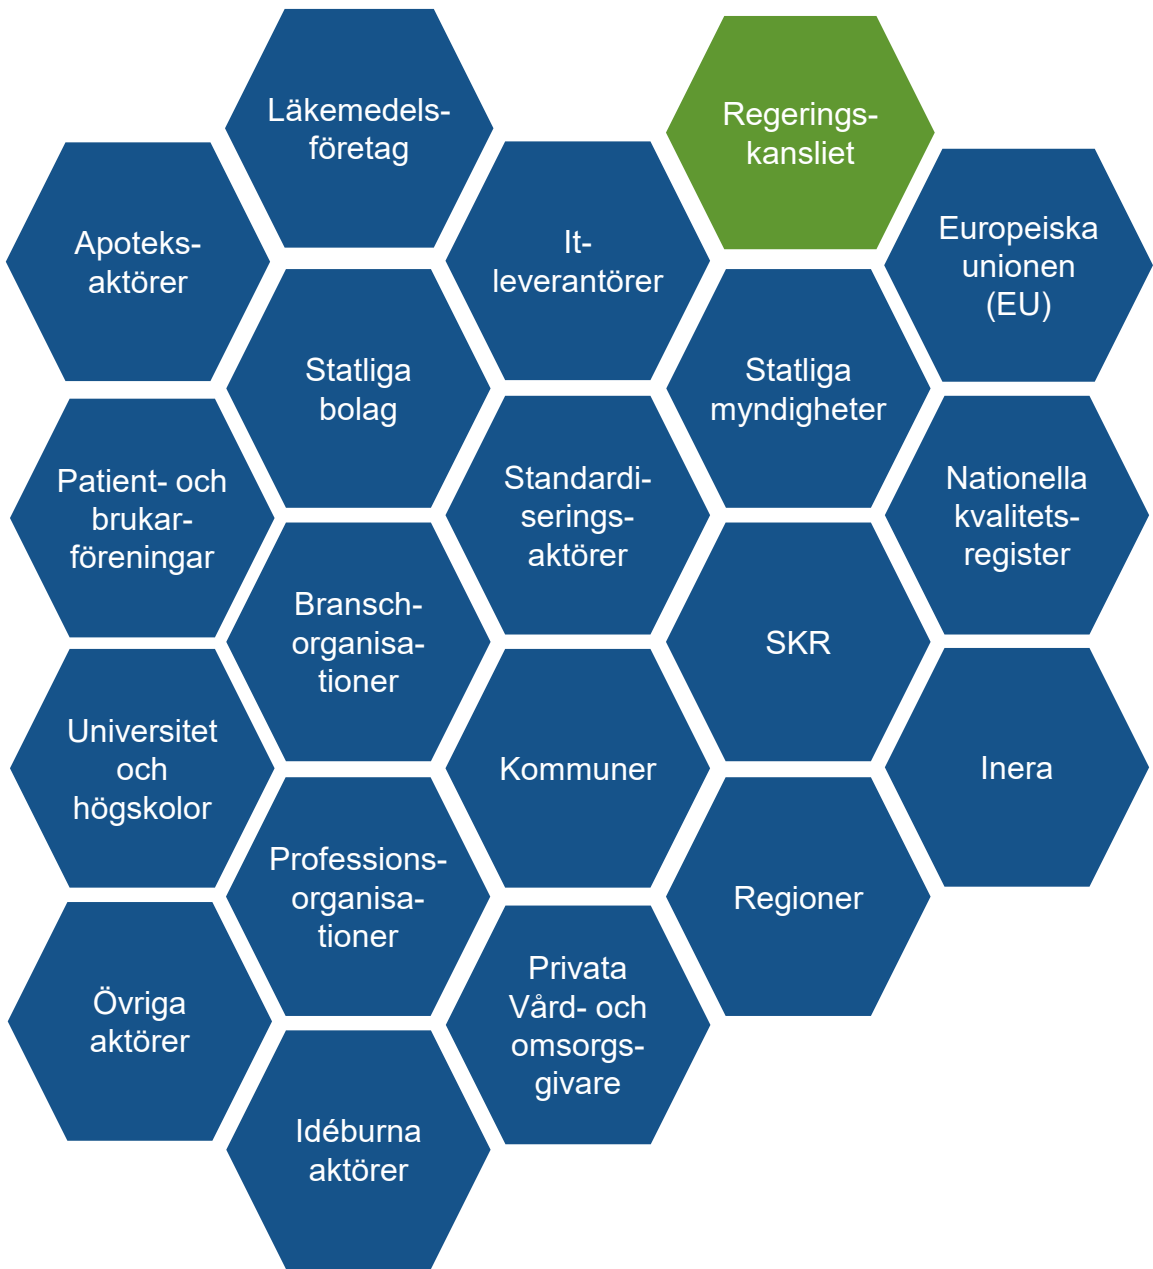 Läkemedels-
företag
Regerings-
kansliet
Apoteks-
aktörer
It-
leverantörer
Europeiska
unionen
(EU)
Statliga
bolag
Statliga
myndigheter
Patient- och
brukar-
föreningar
Standardi-
serings-
aktörer
Nationella
kvalitets-
register
Bransch-
organisa-
tioner
SKR
Universitet
och
högskolor
Kommuner
Inera
Professions-
organisa-
tioner
Regioner
Övriga
aktörer
Privata
Vård- och
omsorgs-
givare
Idéburna
aktörer